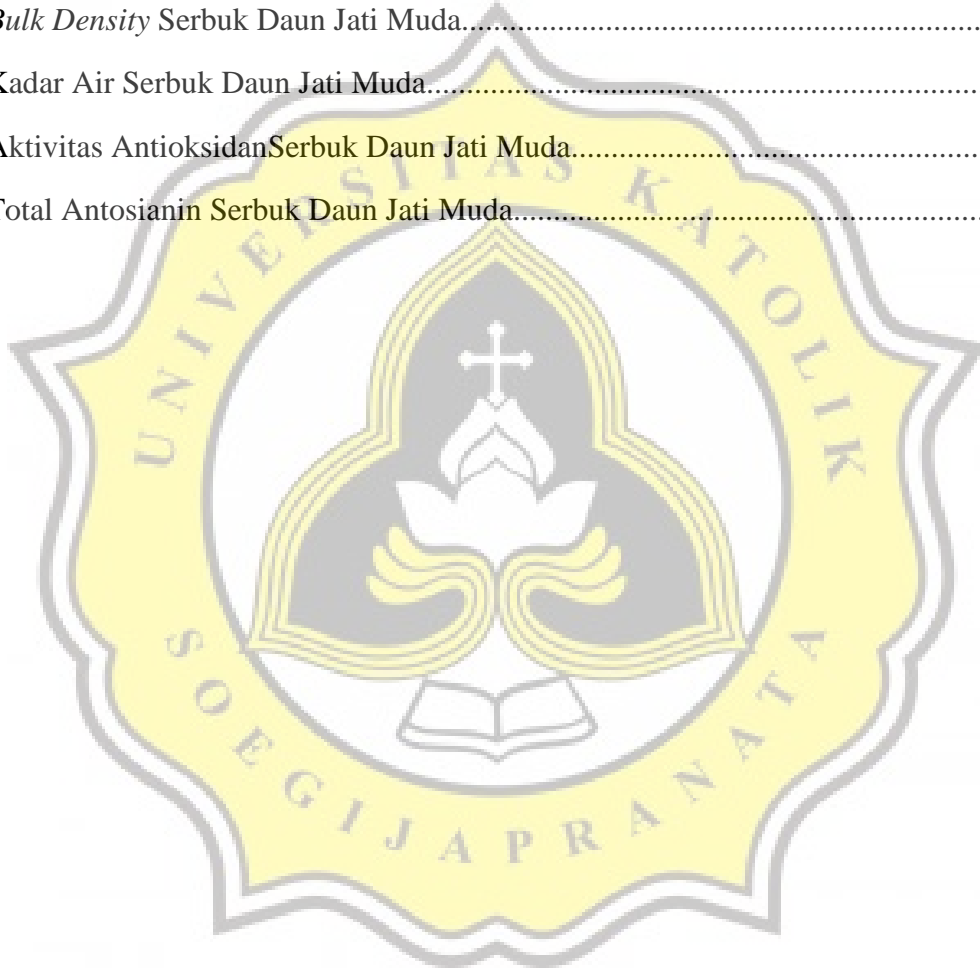 Bulk Density Serbuk Daun Jati Muda..........................................................................
Kadar Air Serbuk Daun Jati Muda..............................................................................
Aktivitas AntioksidanSerbuk Daun Jati Muda............................................................
Total Antosianin Serbuk Daun Jati Muda...................................................................
UNIVERSITAS KATOLIK
SOEGIJAPRANATA